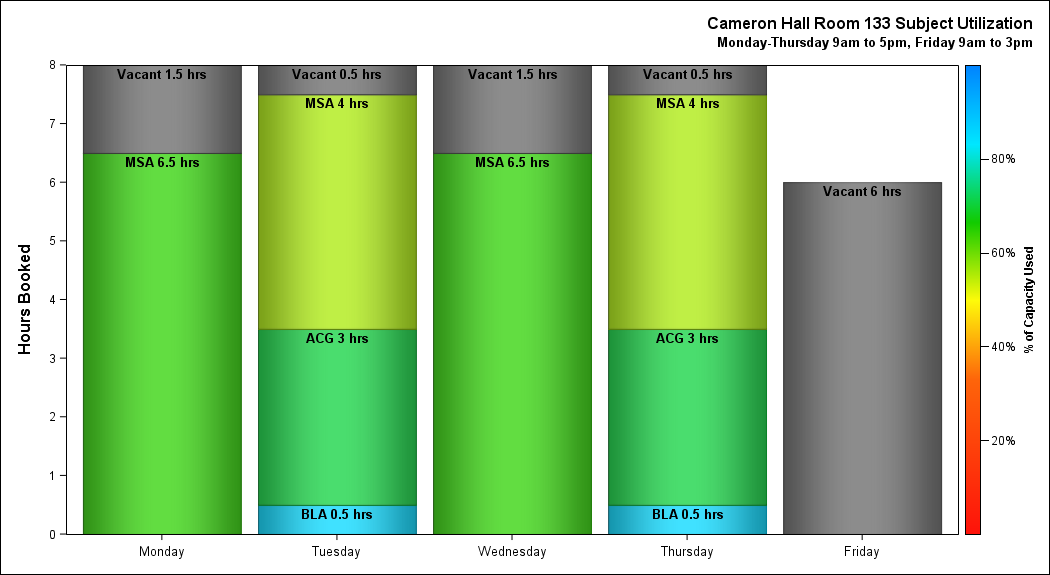 Cameron Hall Room 133 Subject Utilization
Monday-Thursday 9am to 5pm, Friday 9am to 3pm
Hours Booked
8
7
6
5
4
3
2
1
0
Vacant 1.5 hrs
MSA 6.5 hrs
Vacant 0.5 hrs
MSA 4 hrs
ACG 3 hrs
BLA 0.5 hrs
Vacant 1.5 hrs
MSA 6.5 hrs
Vacant 0.5 hrs
MSA 4 hrs
ACG 3 hrs
BLA 0.5 hrs
Vacant 6 hrs
Monday
Tuesday
Wednesday
Thursday
Friday
80%
60%
40%
20%
% of Capacity Used